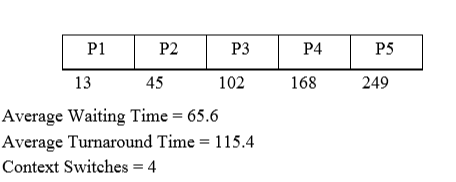 P1 P2 P3 P4 P5
13 45 102 168 249
Average Waiting Time = 65.6
Average Turnaround Time = 115.4
Context Switches = 4